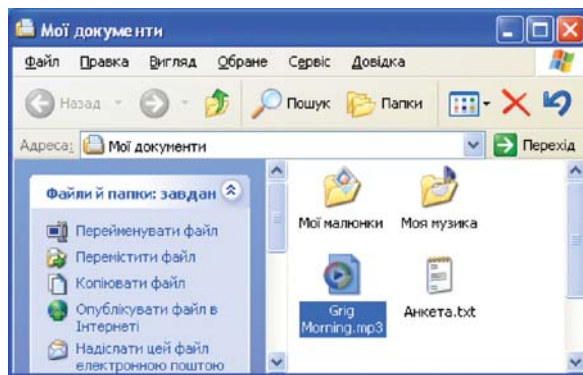 Мої документи
Файл Правка Вигляд Обране Сервіс Довідка
Назад Пошук Папки
Адреса: Мої документи Перехід
Файли й папки: завдан
Перейменувати файл
Перемістити файл
Копіювати файл
Опублікувати файл в
Інтернеті
Надіслати цей файл
електронною поштою
Мої малюнки Моя музика
Grig
Morning.mp3
Анкета.txt